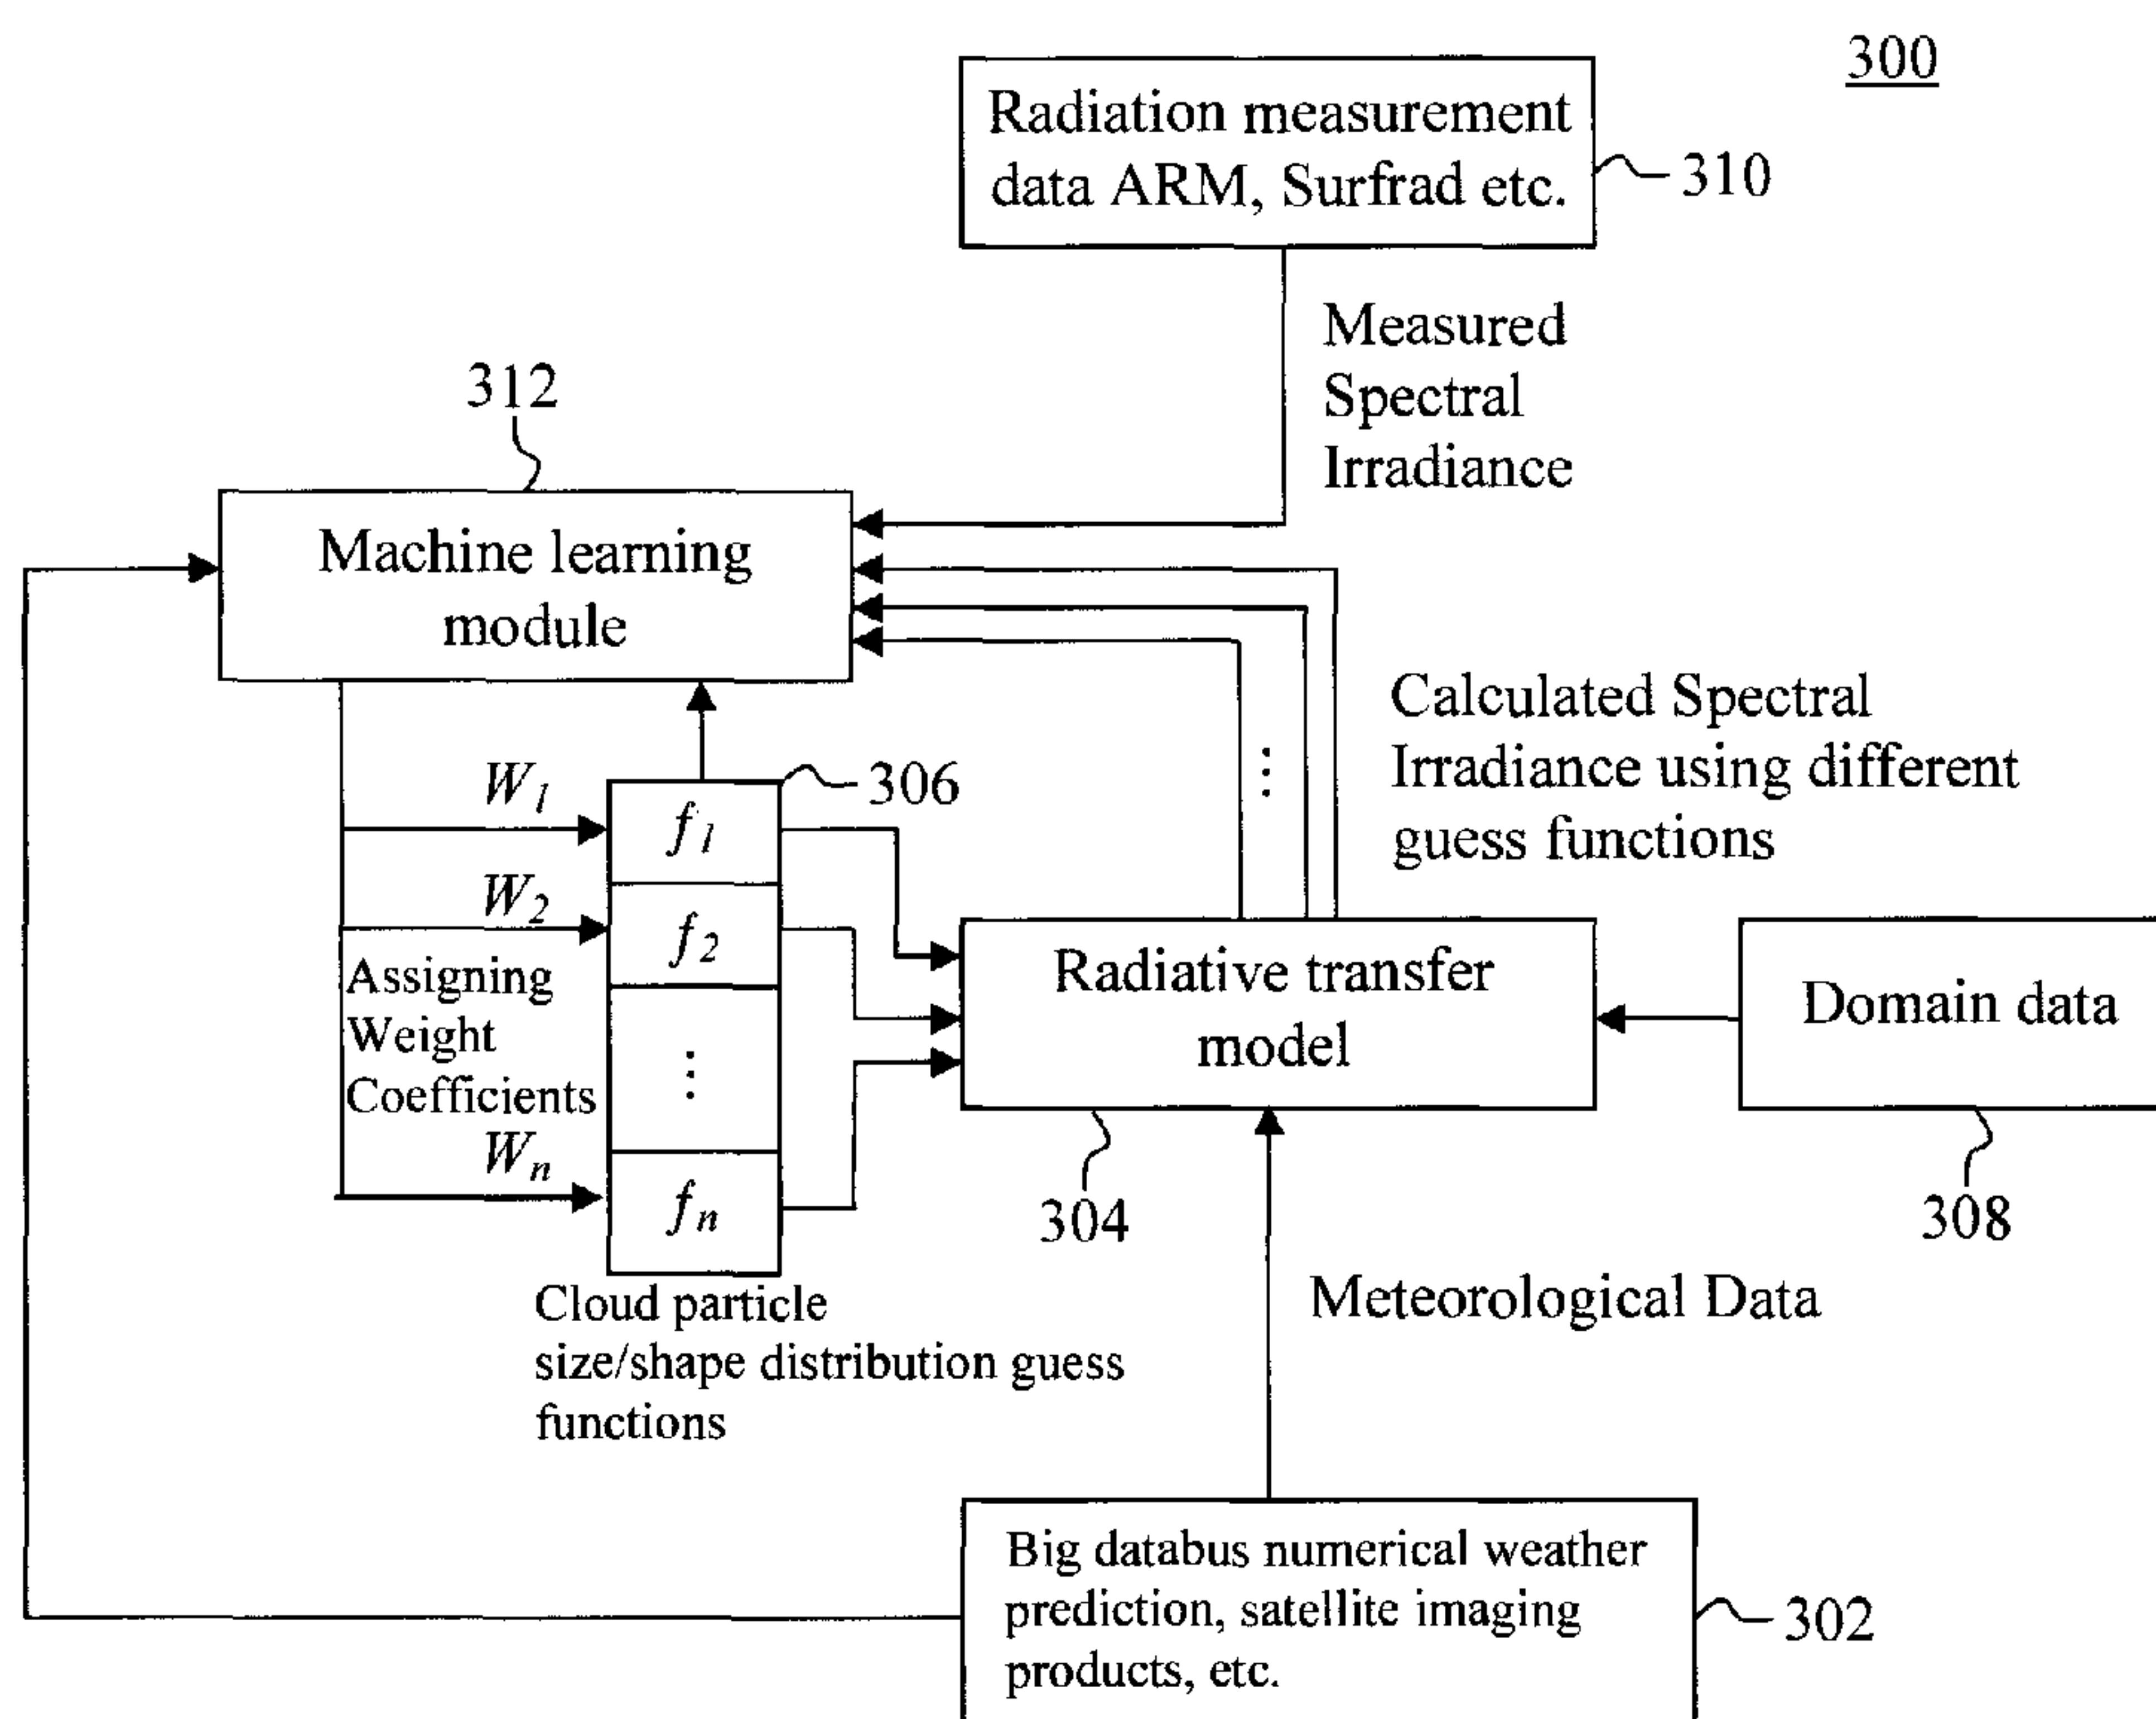 300
Radiation measurement
data ARM, Surfrad etc.
310
Measured
Spectral
Irradiance
312
Machine learning
module
Calculated Spectral
Irradiance using different
guess functions
W1
306
f1
W2
f2
Assigning
Weight
Coefficients
⋮
⋮
Wn
fn
Radiative transfer
model
Domain data
304
308
Cloud particle
size/shape distribution guess
functions
Meteorological Data
Big databus numerical weather
prediction, satellite imaging
products, etc.
302